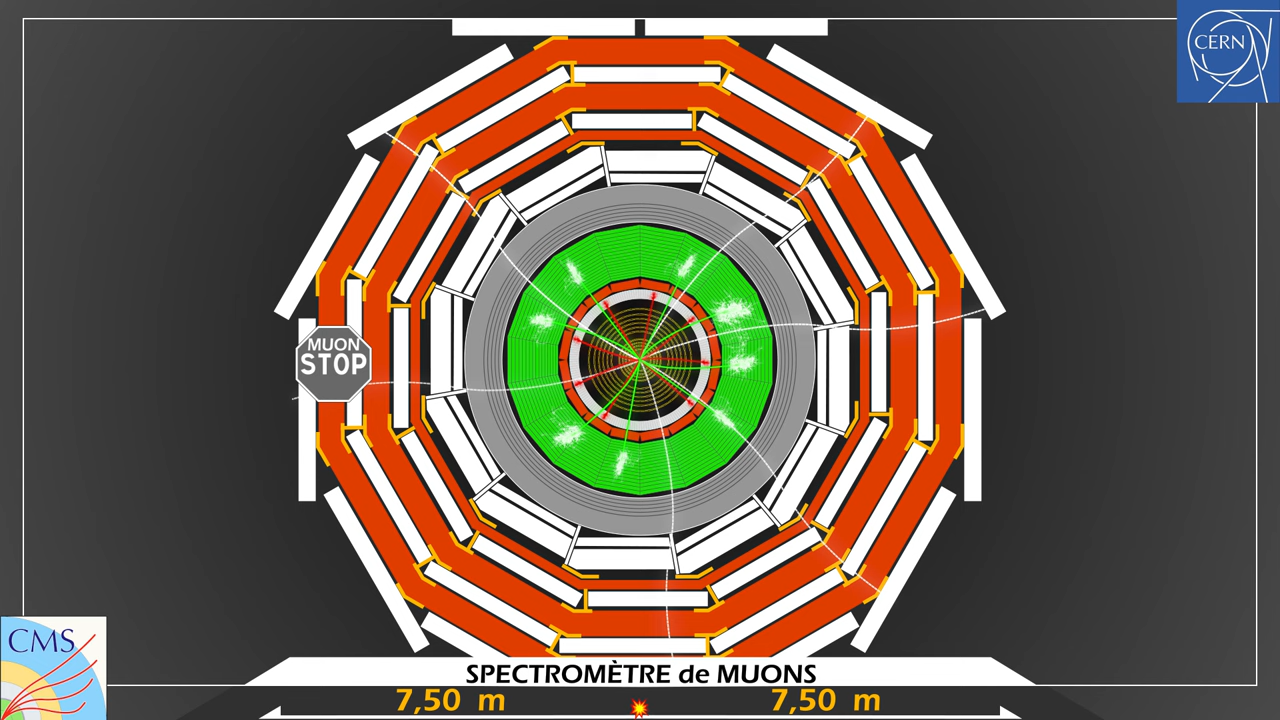 CERN
MUON
STOP
CMS
SPECTROMÈTRE de MUONS
7,50 m
7,50 m